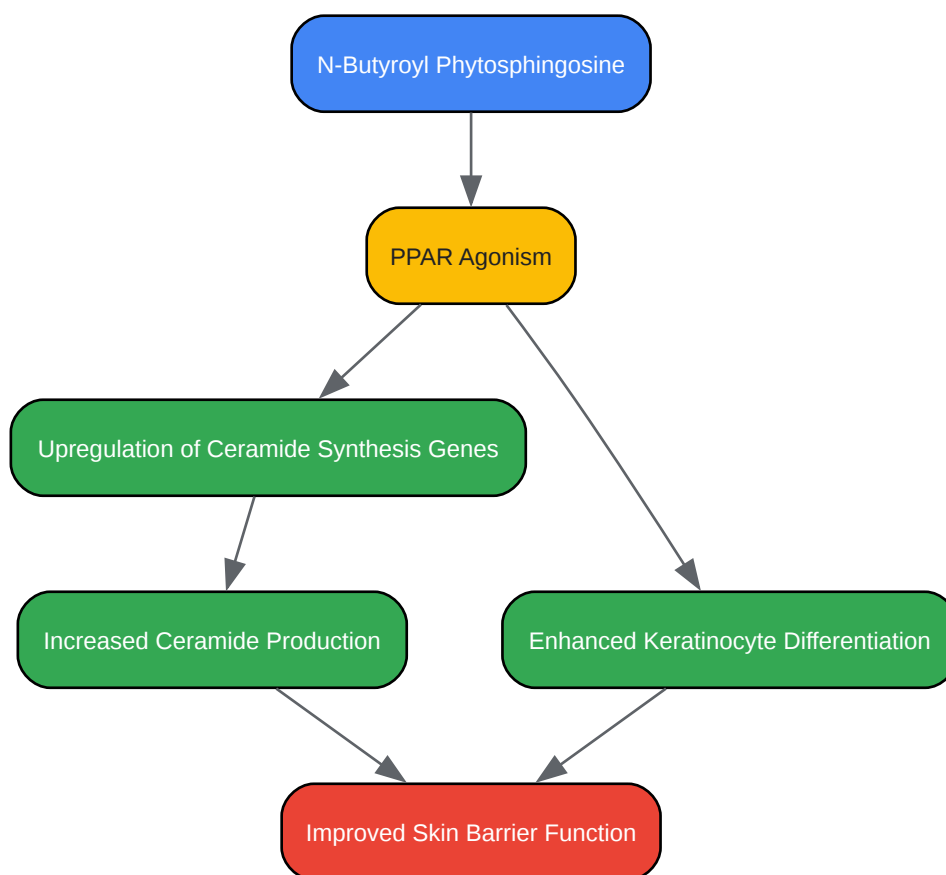 N-Butyroyl Phytosphingosine
PPAR Agonism
Upregulation of Ceramide Synthesis Genes
Increased Ceramide Production
Enhanced Keratinocyte Differentiation
Improved Skin Barrier Function